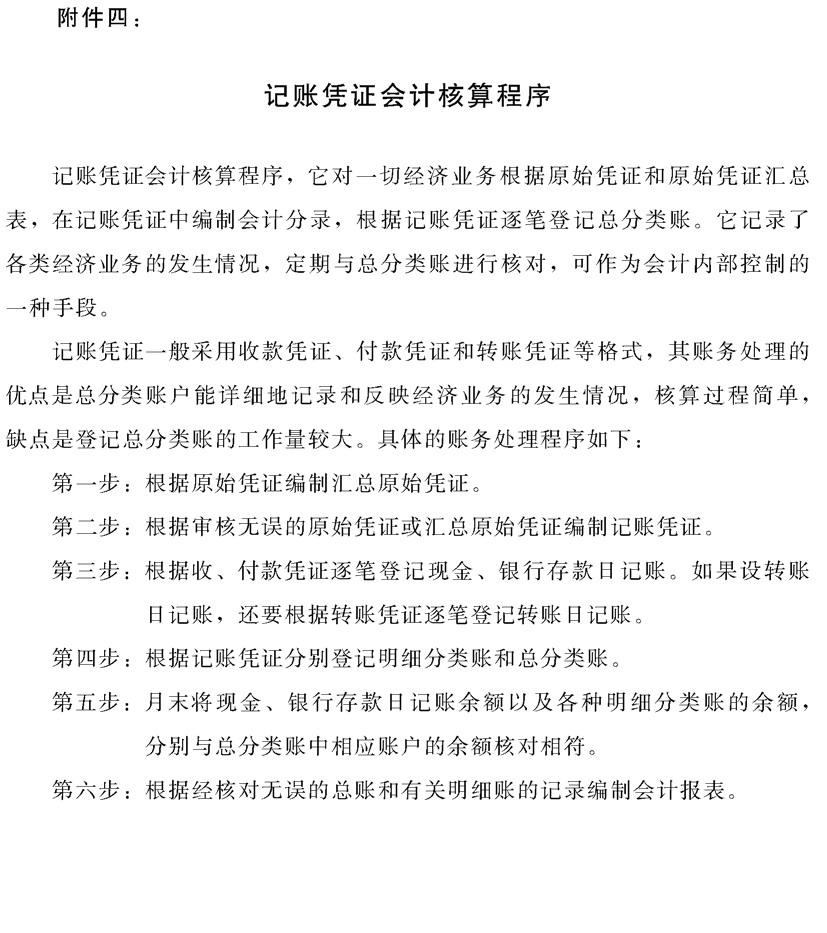 附件四：
记账凭证会计核算程序
记账凭证会计核算程序，它对一切经济业务根据原始凭证和原始凭证汇总
表，在记账凭证中编制会计分录，根据记账凭证逐笔登记总分类账。它记录了
各类经济业务的发生情况，定期与总分类账进行核对，可作为会计内部控制的
一种手段。
记账凭证一般采用收款凭证、付款凭证和转账凭证等格式，其账务处理的
优点是总分类账户能详细地记录和反映经济业务的发生情况，核算过程简单，
缺点是登记总分类账的工作量较大。具体的账务处理程序如下：
第一步：根据原始凭证编制汇总原始凭证。
第二步：根据审核无误的原始凭证或汇总原始凭证编制记账凭证。
第三步：根据收、付款凭证逐笔登记现金、银行存款日记账。如果设转账
日记账，还要根据转账凭证逐笔登记转账日记账。
第四步：根据记账凭证分别登记明细分类账和总分类账。
第五步：月末将现金、银行存款日记账余额以及各种明细分类账的余额，
分别与总分类账中相应账户的余额核对相符。
第六步：根据经核对无误的总账和有关明细账的记录编制会计报表。